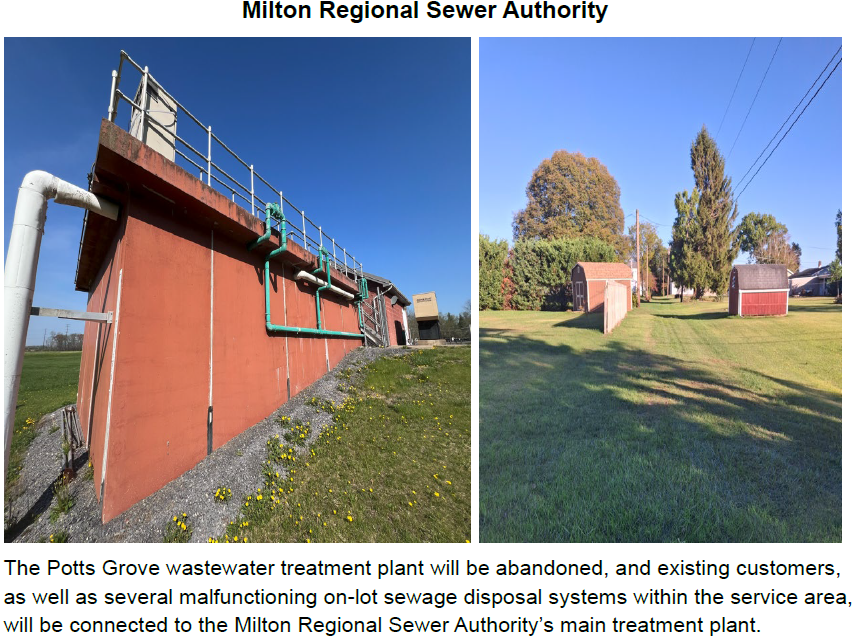 Milton Regional Sewer Authority
The Potts Grove wastewater treatment plant will be abandoned, and existing customers,
as well as several malfunctioning on-lot sewage disposal systems within the service area,
will be connected to the Milton Regional Sewer Authority’s main treatment plant.